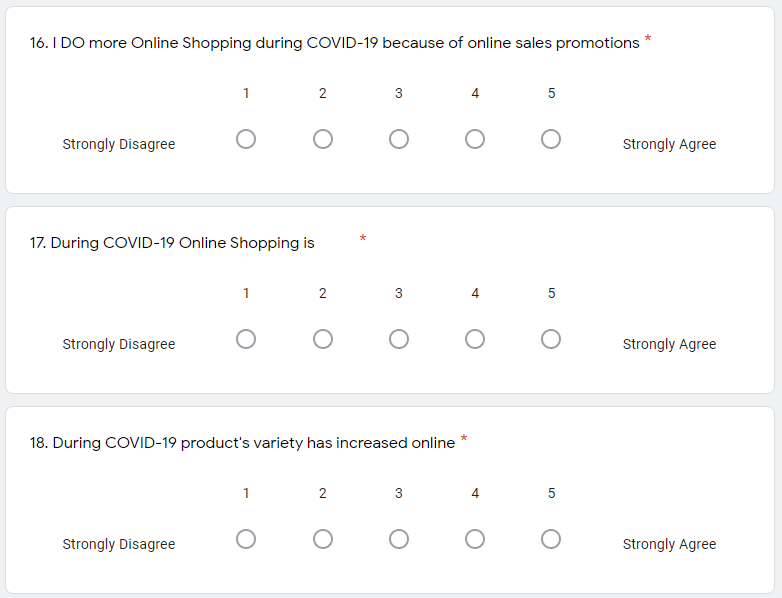 16. I DO more Online Shopping during COVID-19 because of online sales promotions *
1 2 3 4 5
Strongly Disagree Strongly Agree
17. During COVID-19 Online Shopping is *
1 2 3 4 5
Strongly Disagree Strongly Agree
18. During COVID-19 product's variety has increased online *
1 2 3 4 5
Strongly Disagree Strongly Agree